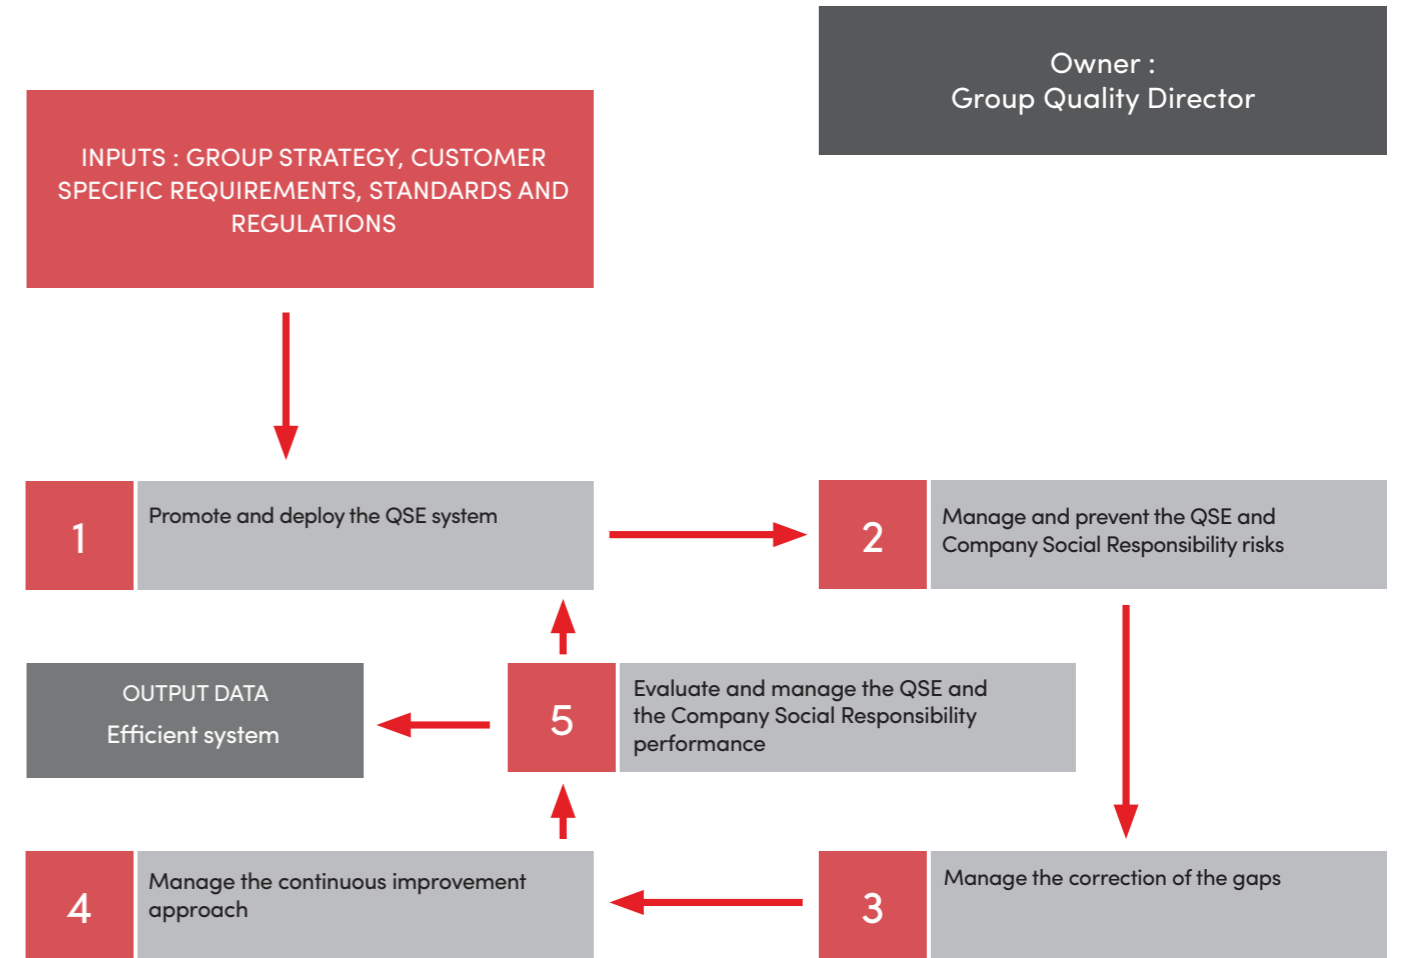 Owner :
Group Quality Director
INPUTS : GROUP STRATEGY, CUSTOMER
SPECIFIC REQUIREMENTS, STANDARDS AND
REGULATIONS
1
Promote and deploy the QSE system
2
Manage and prevent the QSE and
Company Social Responsibility risks
OUTPUT DATA
Efficient system
5
Evaluate and manage the QSE and
the Company Social Responsibility
performance
4
Manage the continuous improvement
approach
3
Manage the correction of the gaps